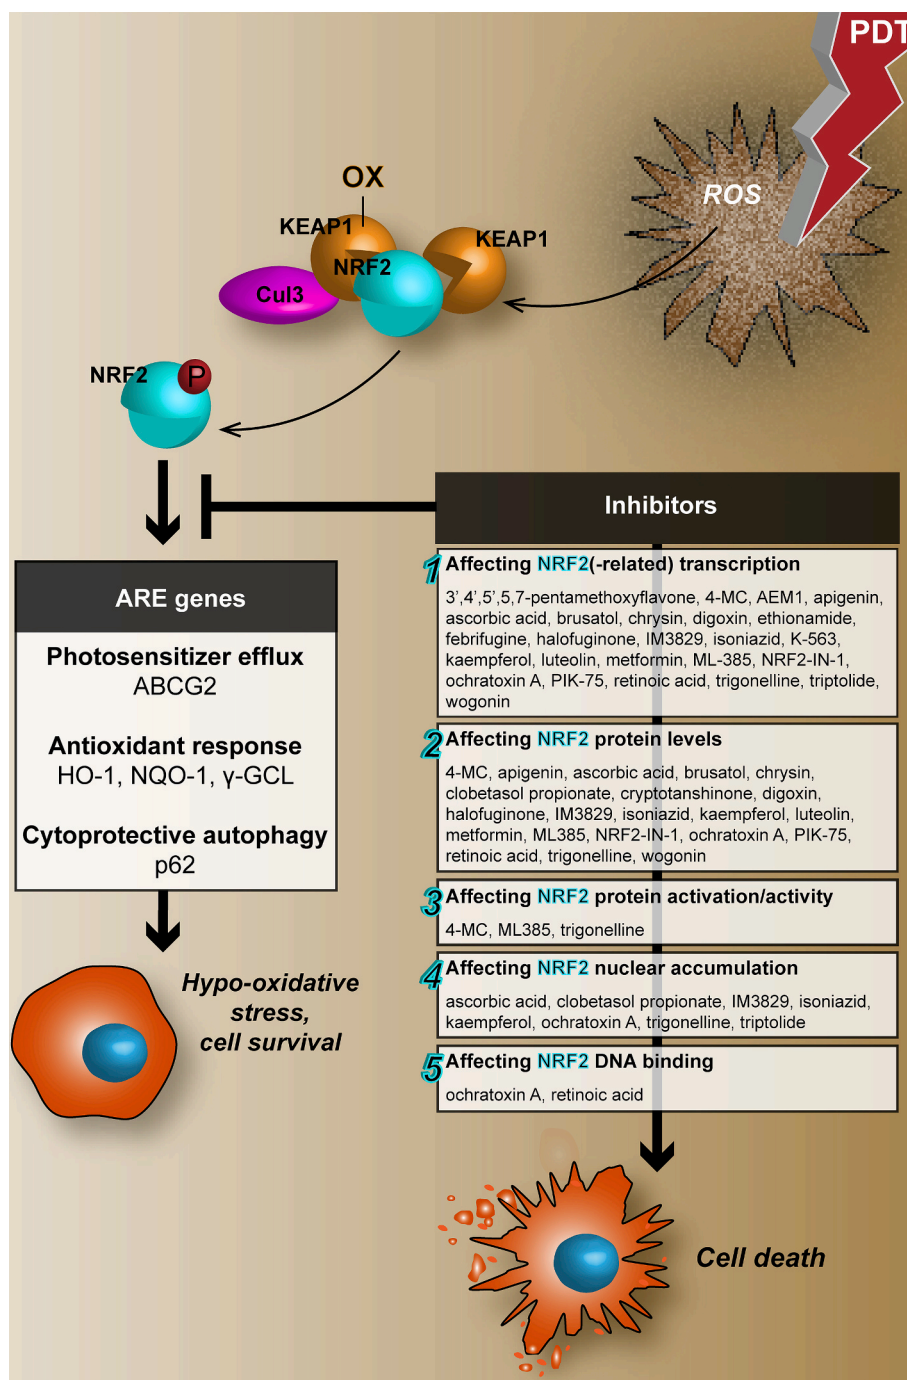 PDT
ROS
OX
KEAP1
KEAP1
NRF2
Cul3
NRF2
P
Inhibitors
1 Affecting NRF2(-related) transcription
3’,4’,5’,5,7-pentamethoxyflavone, 4-MC, AEM1, apigenin,
ascorbic acid, brusatol, chrysin, digoxin, ethionamide,
febrifugine, halofuginone, IM3829, isoniazid, K-563,
kaempferol, luteolin, metformin, ML-385, NRF2-IN-1,
ochratoxin A, PIK-75, retinoic acid, trigonelline, triptolide,
wogonin
2 Affecting NRF2 protein levels
4-MC, apigenin, ascorbic acid, brusatol, chrysin,
clobetasol propionate, cryptotanshinone, digoxin,
halofuginone, IM3829, isoniazid, kaempferol, luteolin,
metformin, ML385, NRF2-IN-1, ochratoxin A, PIK-75,
retinoic acid, trigonelline, wogonin
3 Affecting NRF2 protein activation/activity
4-MC, ML385, trigonelline
4 Affecting NRF2 nuclear accumulation
ascorbic acid, clobetasol propionate, IM3829, isoniazid,
kaempferol, ochratoxin A, trigonelline, triptolide
5 Affecting NRF2 DNA binding
ochratoxin A, retinoic acid
ARE genes
Photosensitizer efflux
ABCG2
Antioxidant response
HO-1, NQO-1, γ-GCL
Cytoprotective autophagy
p62
Hypo-oxidative
stress,
cell survival
Cell death